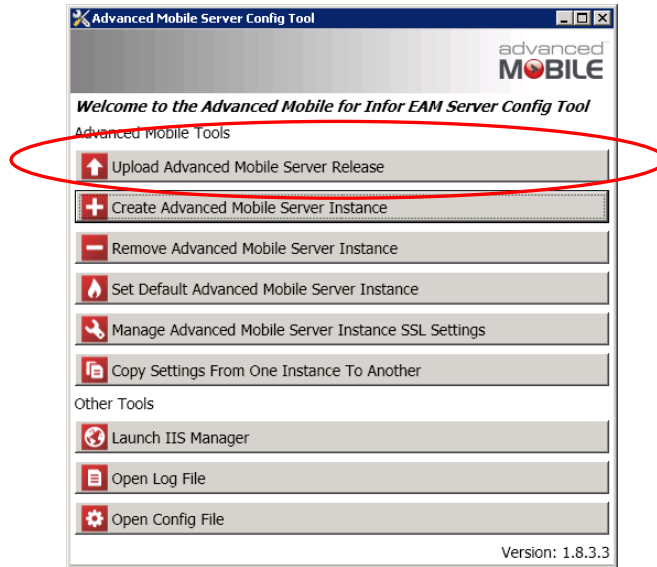 Advanced Mobile Server Config Tool
advanced
MOBILE
Welcome to the Advanced Mobile for Infor EAM Server Config Tool
Advanced Mobile Tools
Upload Advanced Mobile Server Release
Create Advanced Mobile Server Instance
Remove Advanced Mobile Server Instance
Set Default Advanced Mobile Server Instance
Manage Advanced Mobile Server Instance SSL Settings
Copy Settings From One Instance To Another
Other Tools
Launch IIS Manager
Open Log File
Open Config File
Version: 1.8.3.3